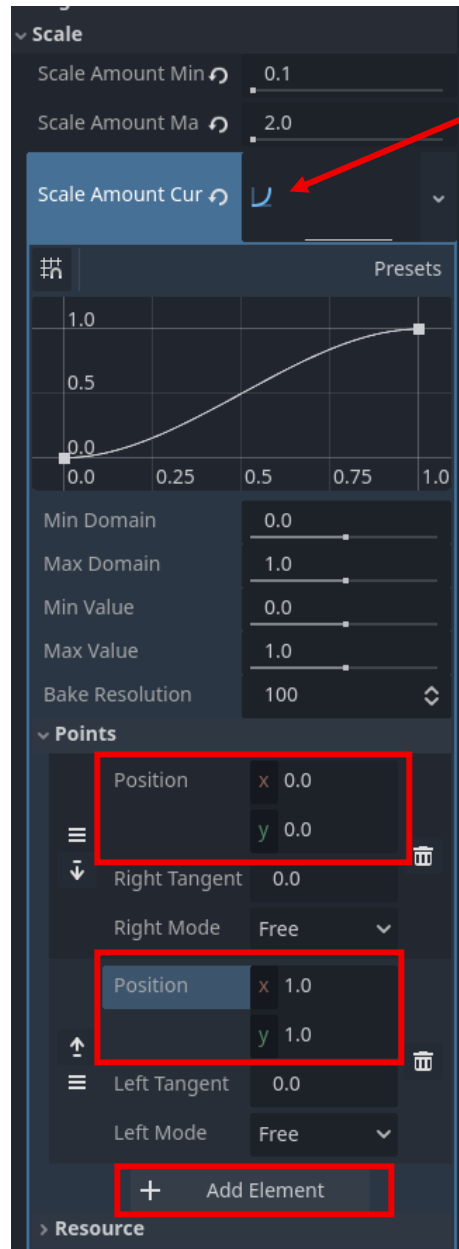 Scale
Scale Amount Min 0.1
Scale Amount Ma 2.0
Scale Amount Cur
Presets
1.0
0.5
0.0
0.0 0.25 0.5 0.75 1.0
Min Domain 0.0
Max Domain 1.0
Min Value 0.0
Max Value 1.0
Bake Resolution 100
Points
Position x 0.0
y 0.0
Right Tangent 0.0
Right Mode Free
Position x 1.0
y 1.0
Left Tangent 0.0
Left Mode Free
+ Add Element
Resource